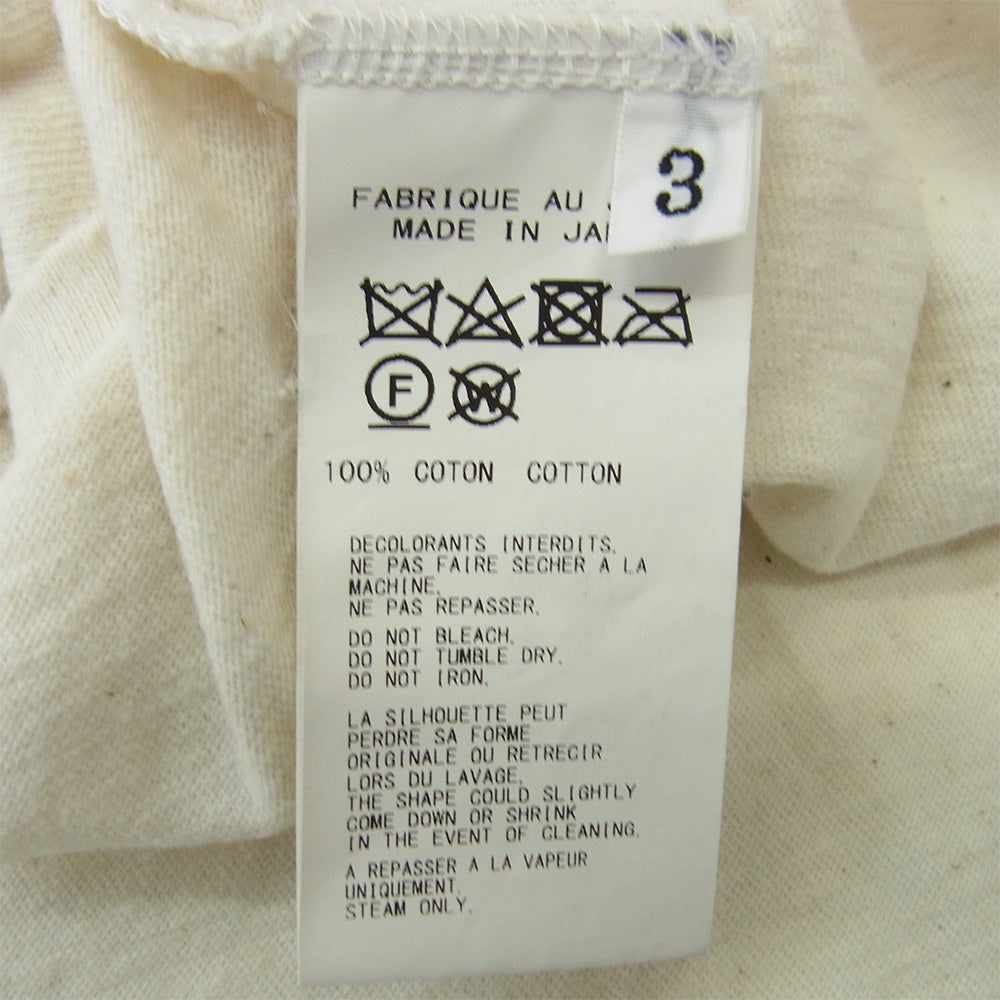 3
FABRIQUE AU
MADE IN
F
W
100% COTON COTTON
DECOLORANTS INTERDITS.
NE PAS FAIRE SECHER A LA
MACHINE.
NE PAS REPASSER.
DO NOT BLEACH.
DO NOT TUMBLE DRY.
DO NOT IRON.
LA SILHOUETTE PEUT
PERDRE SA FORME
ORIGINALE OU RETRECIR
LORS DU LAVAGE.
THE SHAPE COULD SLIGHTLY
COME DOWN OR SHRINK
IN THE EVENT OF CLEANING.
A REPASSER A LA VAPEUR
UNIQUEMENT.
STEAM ONLY.